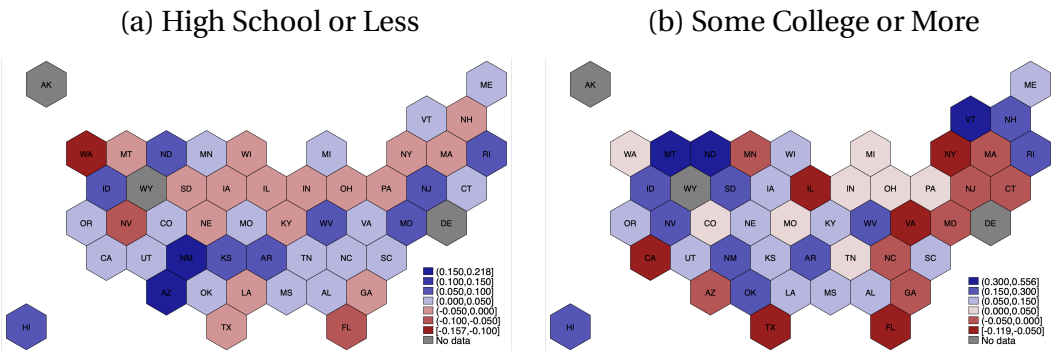 (a) High School or Less
(b) Some College or More
AK
ME
VT NH
WA MT ND MN WI MI NY MA RI
ID WY SD IA IL IN OH PA NJ CT
OR NV CO NE MO KY WV VA MD DE
CA UT NM KS AR TN NC SC
AZ OK LA MS AL GA
HI TX FL
(0.150,0.218]
(0.100,0.150]
(0.050,0.100]
(0.000,0.050]
(-0.050,0.000]
(-0.100,-0.050]
[-0.157,-0.100]
No data
AK
ME
VT NH
WA MT ND MN WI MI NY MA RI
ID WY SD IA IL IN OH PA NJ CT
OR NV CO NE MO KY WV VA MD DE
CA UT NM KS AR TN NC SC
AZ OK LA MS AL GA
HI TX FL
(0.300,0.556]
(0.150,0.300]
(0.050,0.150]
(0.000,0.050]
(-0.050,0.000]
[-0.119,-0.050]
No data